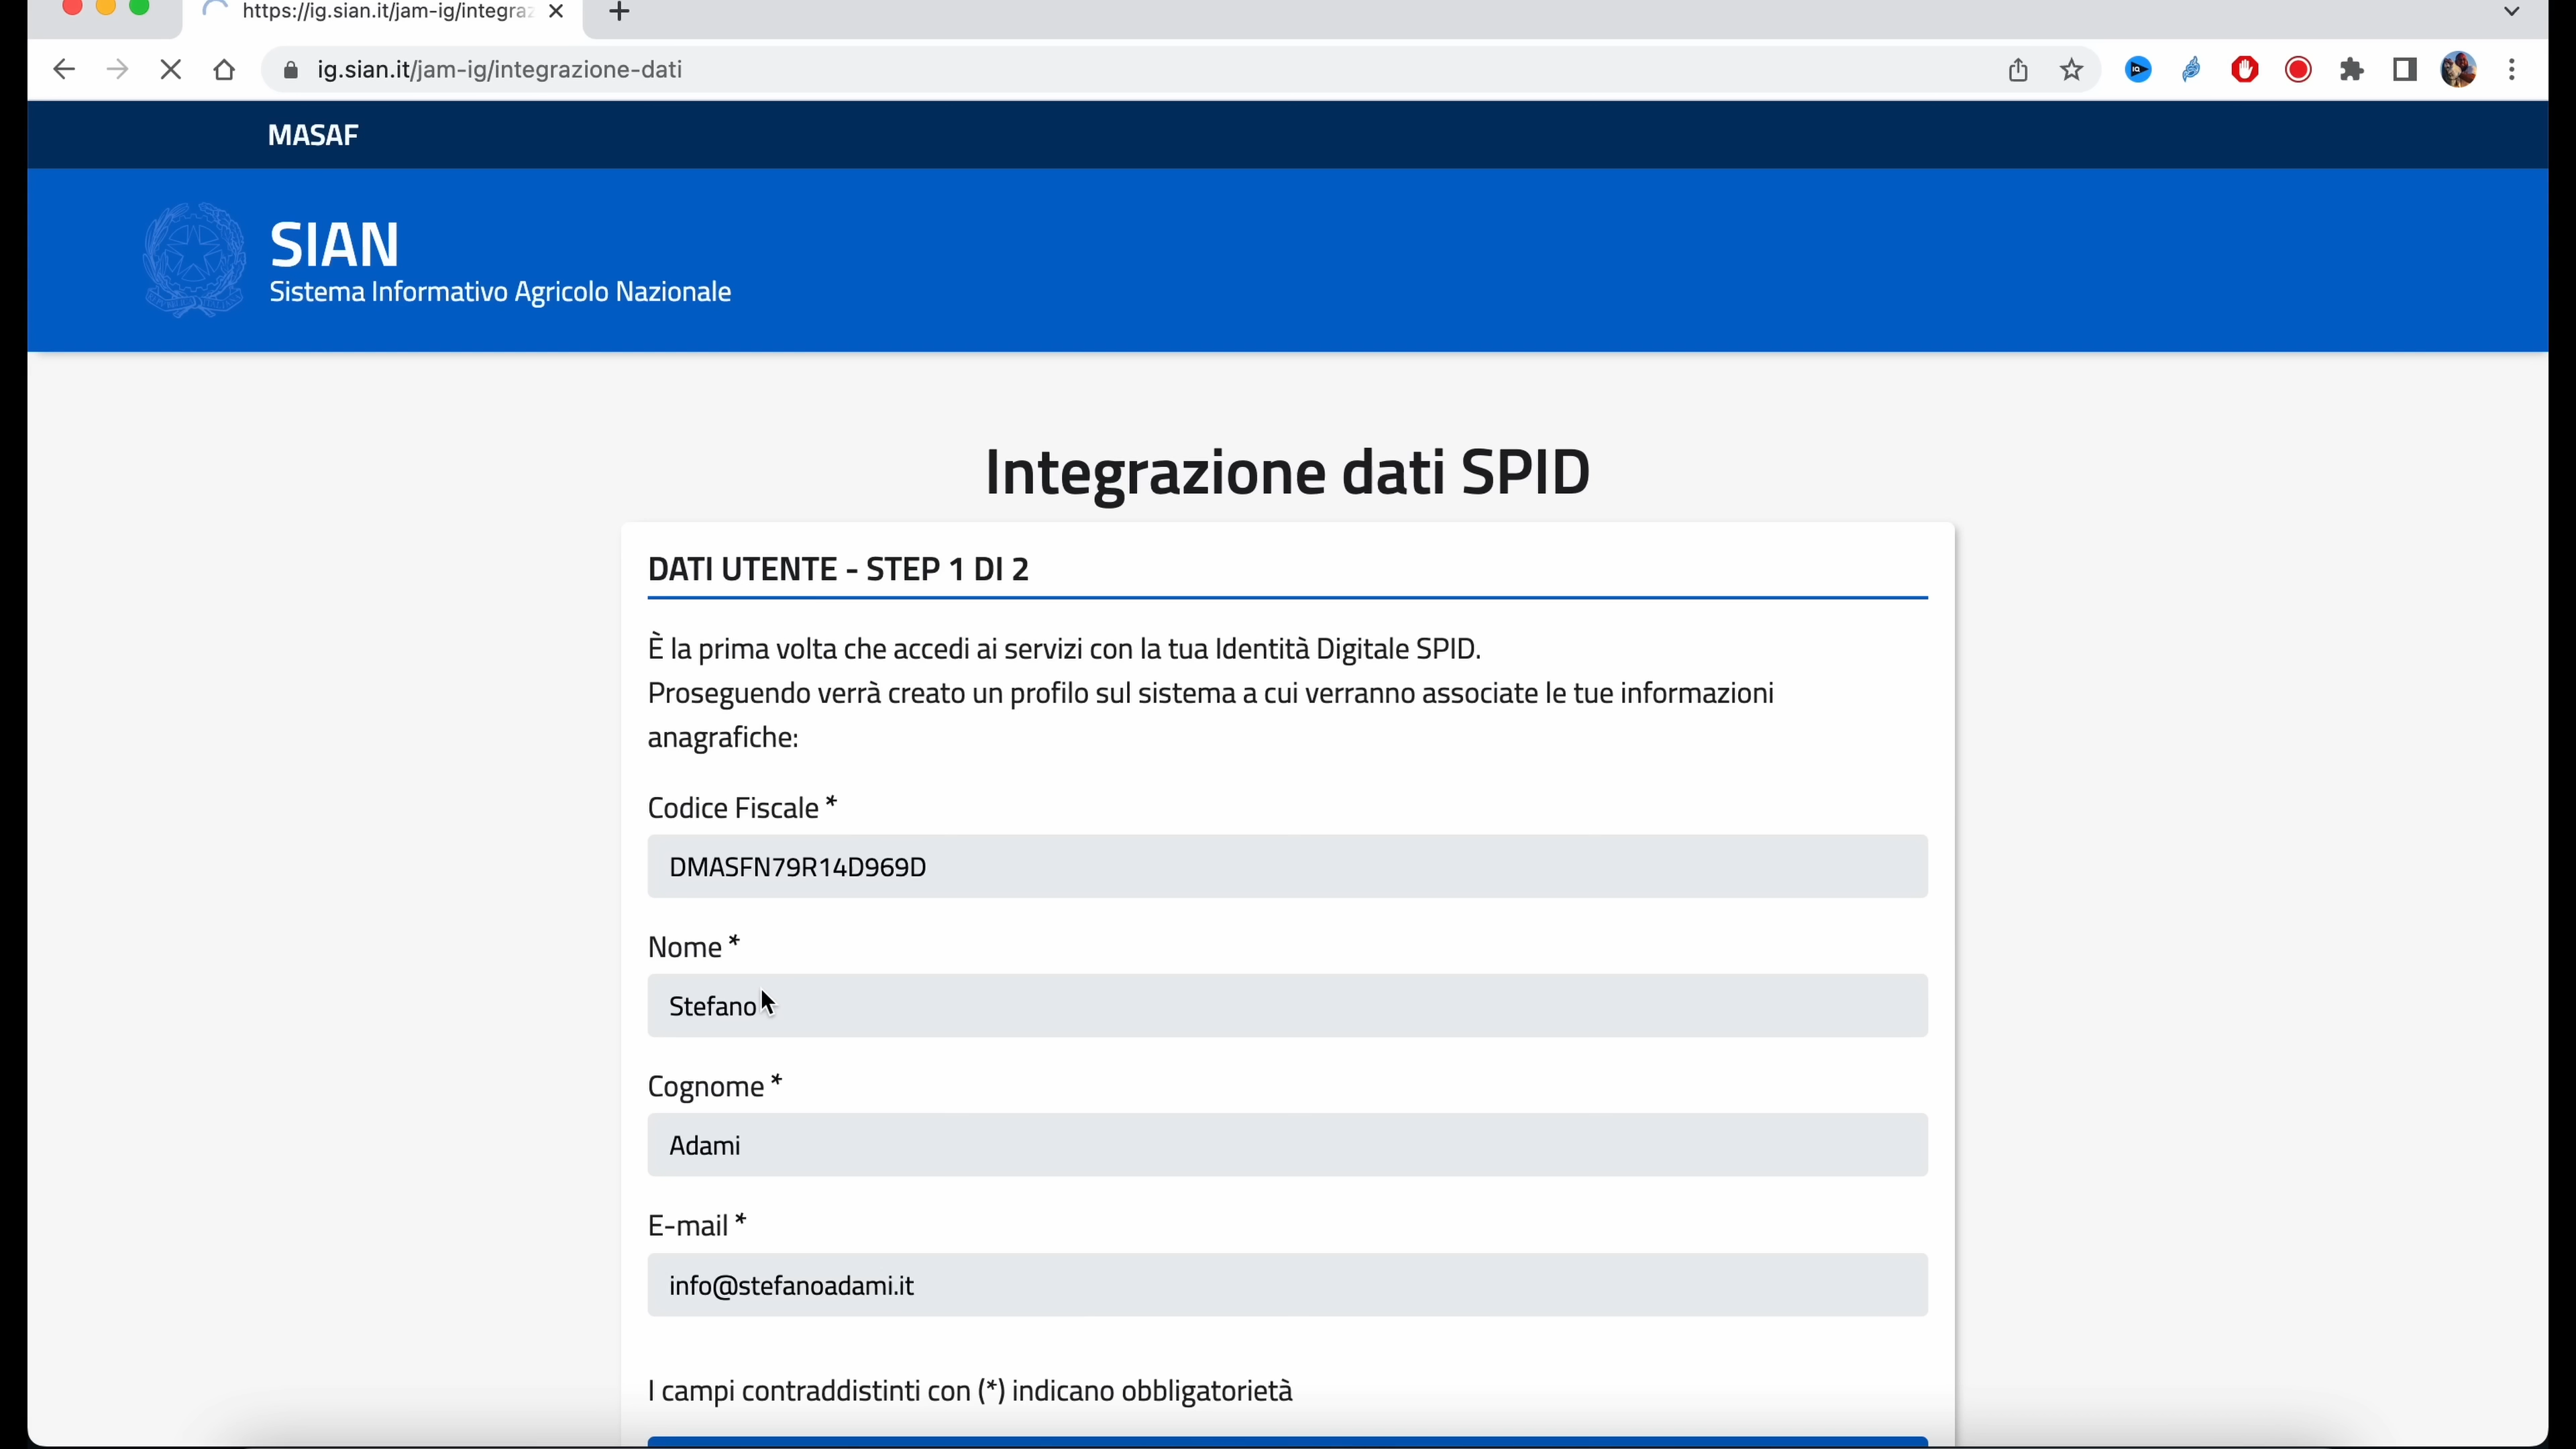 https://ig.sian.it/jam-ig/integraz
ig.sian.it/jam-ig/integrazione-dati
MASAF
SIAN
Sistema Informativo Agricolo Nazionale
Integrazione dati SPID
DATI UTENTE - STEP 1 DI 2
È la prima volta che accedi ai servizi con la tua Identità Digitale SPID.
Proseguendo verrà creato un profilo sul sistema a cui verranno associate le tue informazioni
anagrafiche:
Codice Fiscale *
DMASFN79R14D969D
Nome *
Stefano
Cognome *
Adami
E-mail *
info@stefanoadami.it
I campi contraddistinti con (*) indicano obbligatorietà